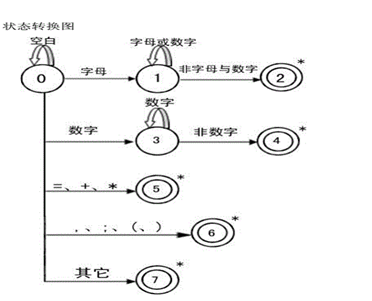 状态转换图
空白 字母或数字
0 字母 1 非字母与数字 2 *
数字
数字 3 非数字 4 *
=、+、* 5 *
,、;、(、) 6 *
其它 7 *